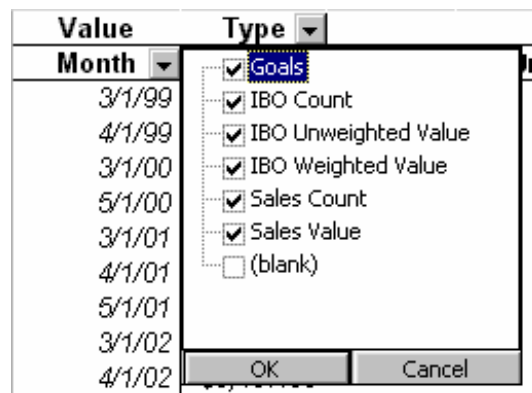 Value Type
Month
Goals
3/1/99 IBO Count
4/1/99 IBO Unweighted Value
3/1/00 IBO Weighted Value
5/1/00 Sales Count
3/1/01 Sales Value
4/1/01 (blank)
5/1/01
3/1/02
OK Cancel
4/1/02